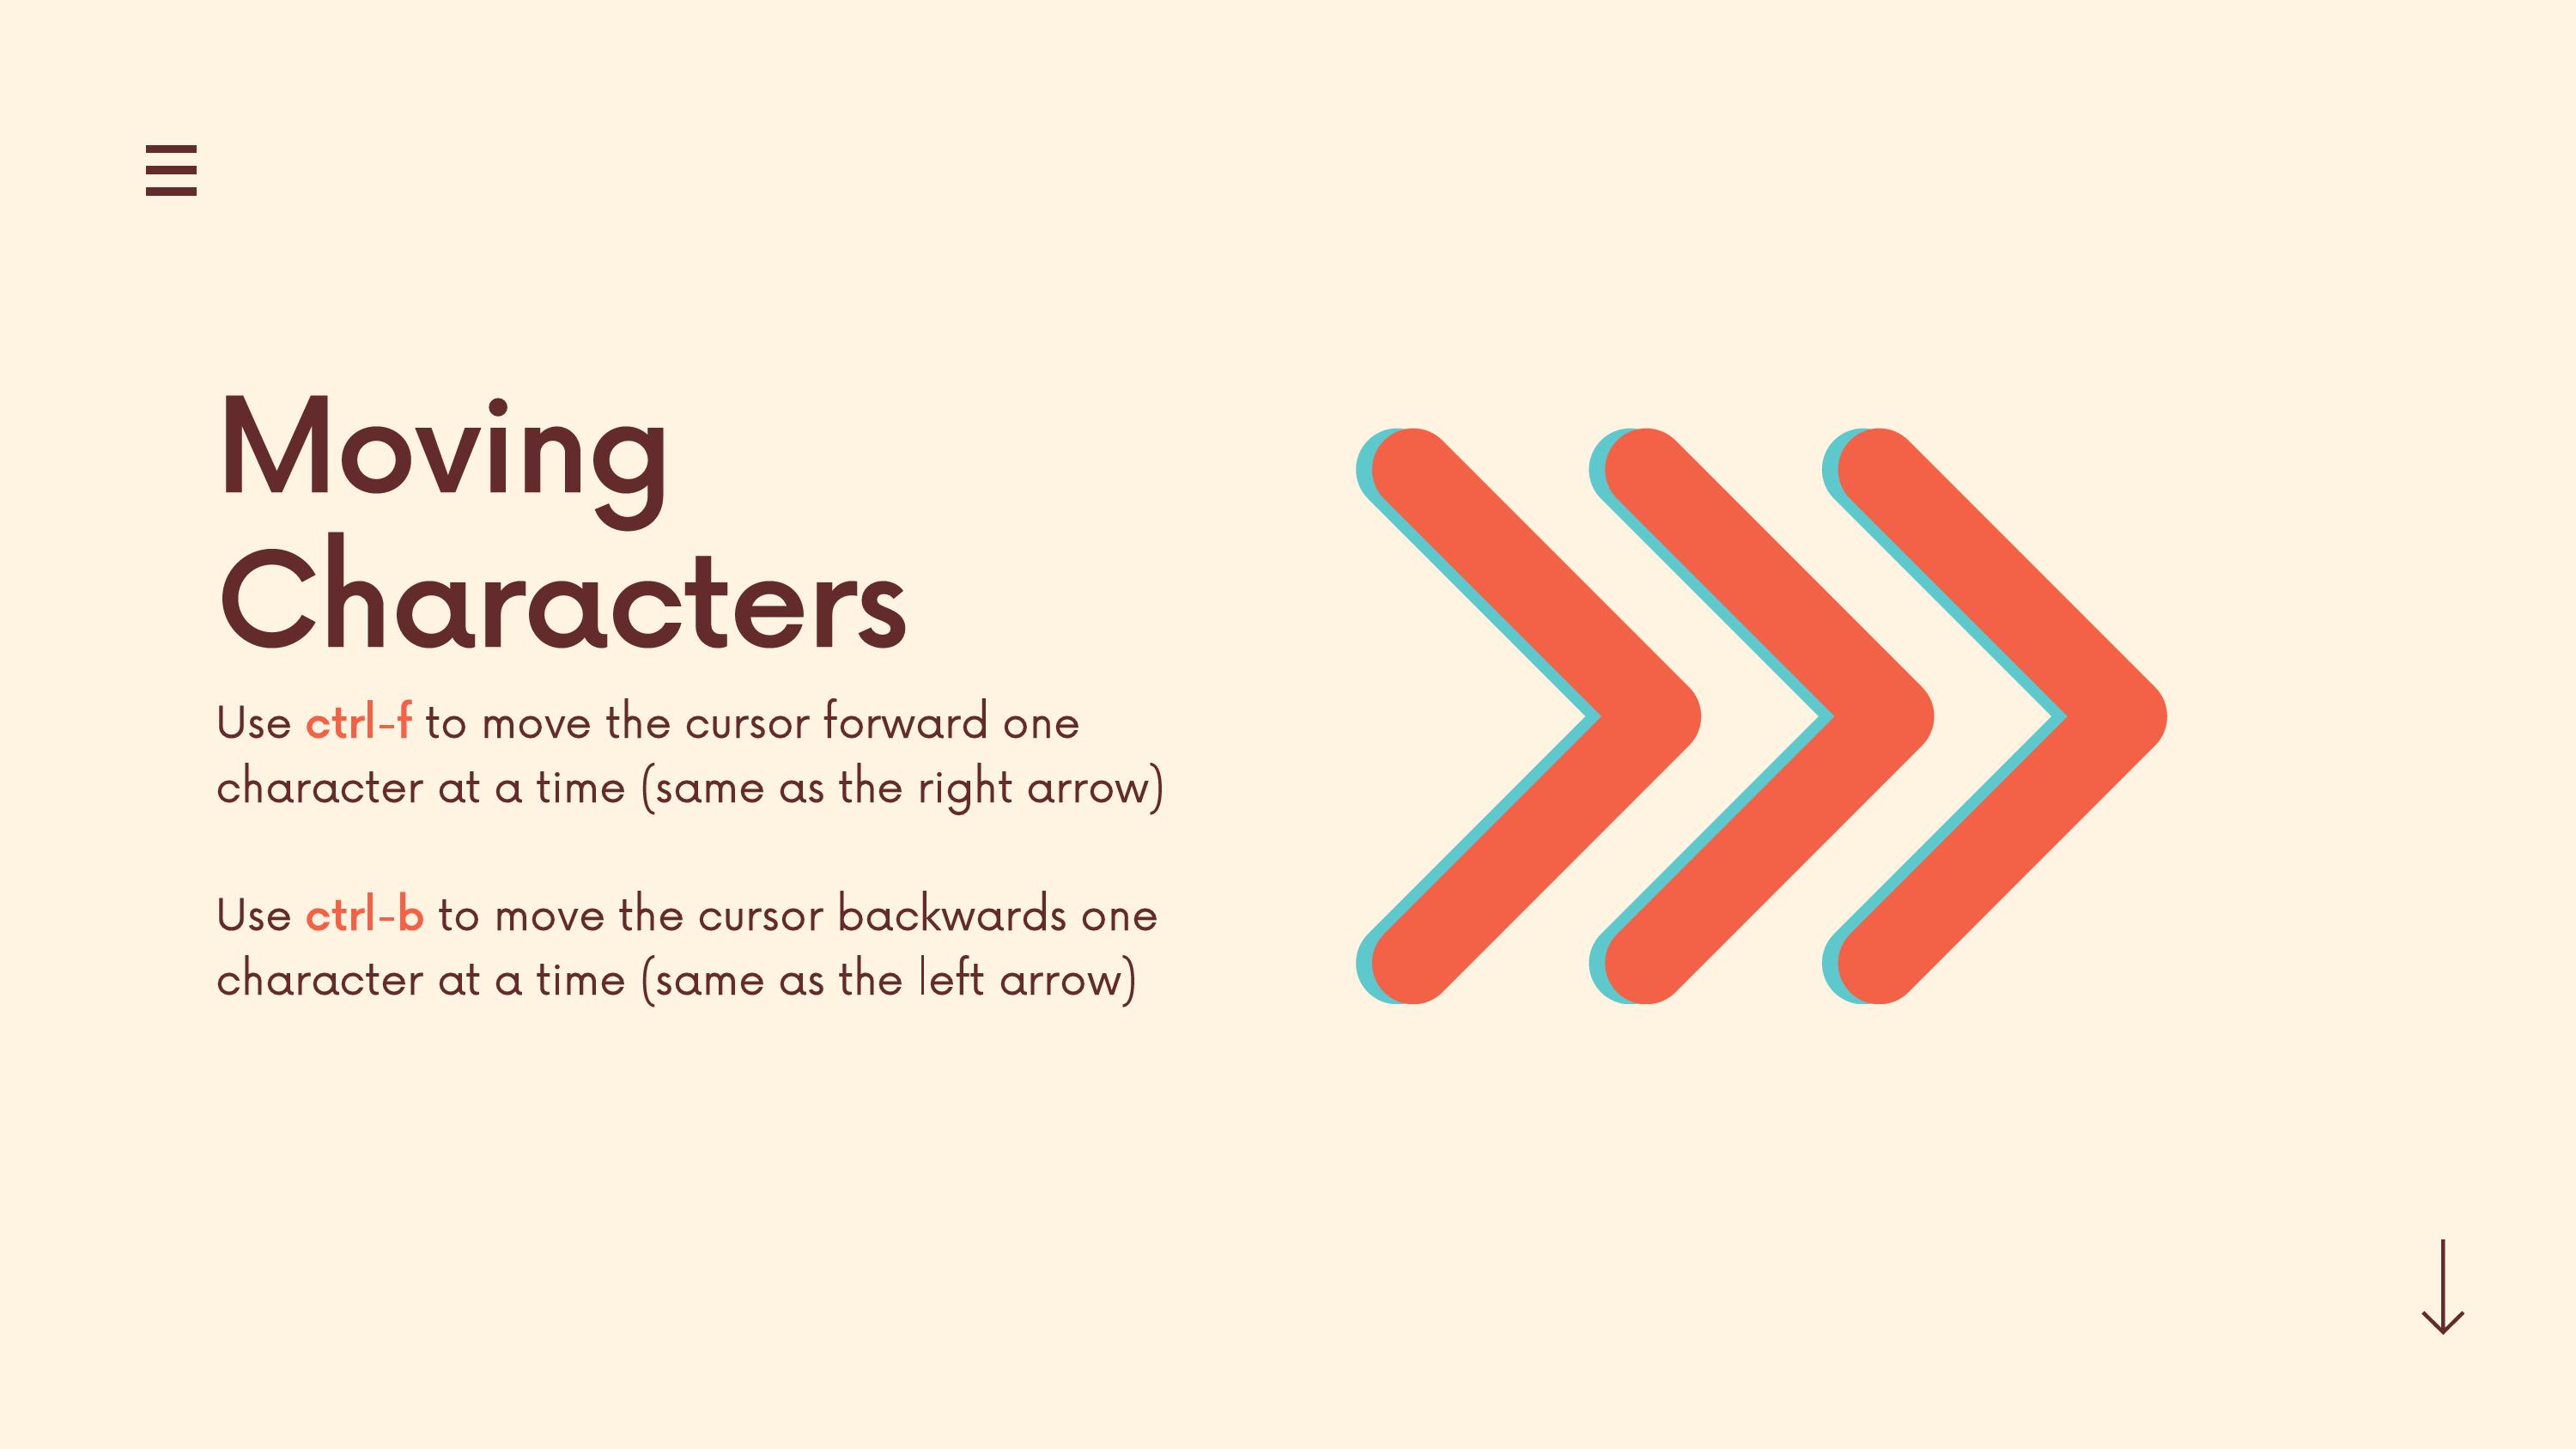 Moving
Characters
Use ctrl-f to move the cursor forward one
character at a time (same as the right arrow)
Use ctrl-b to move the cursor backwards one
character at a time (same as the left arrow)